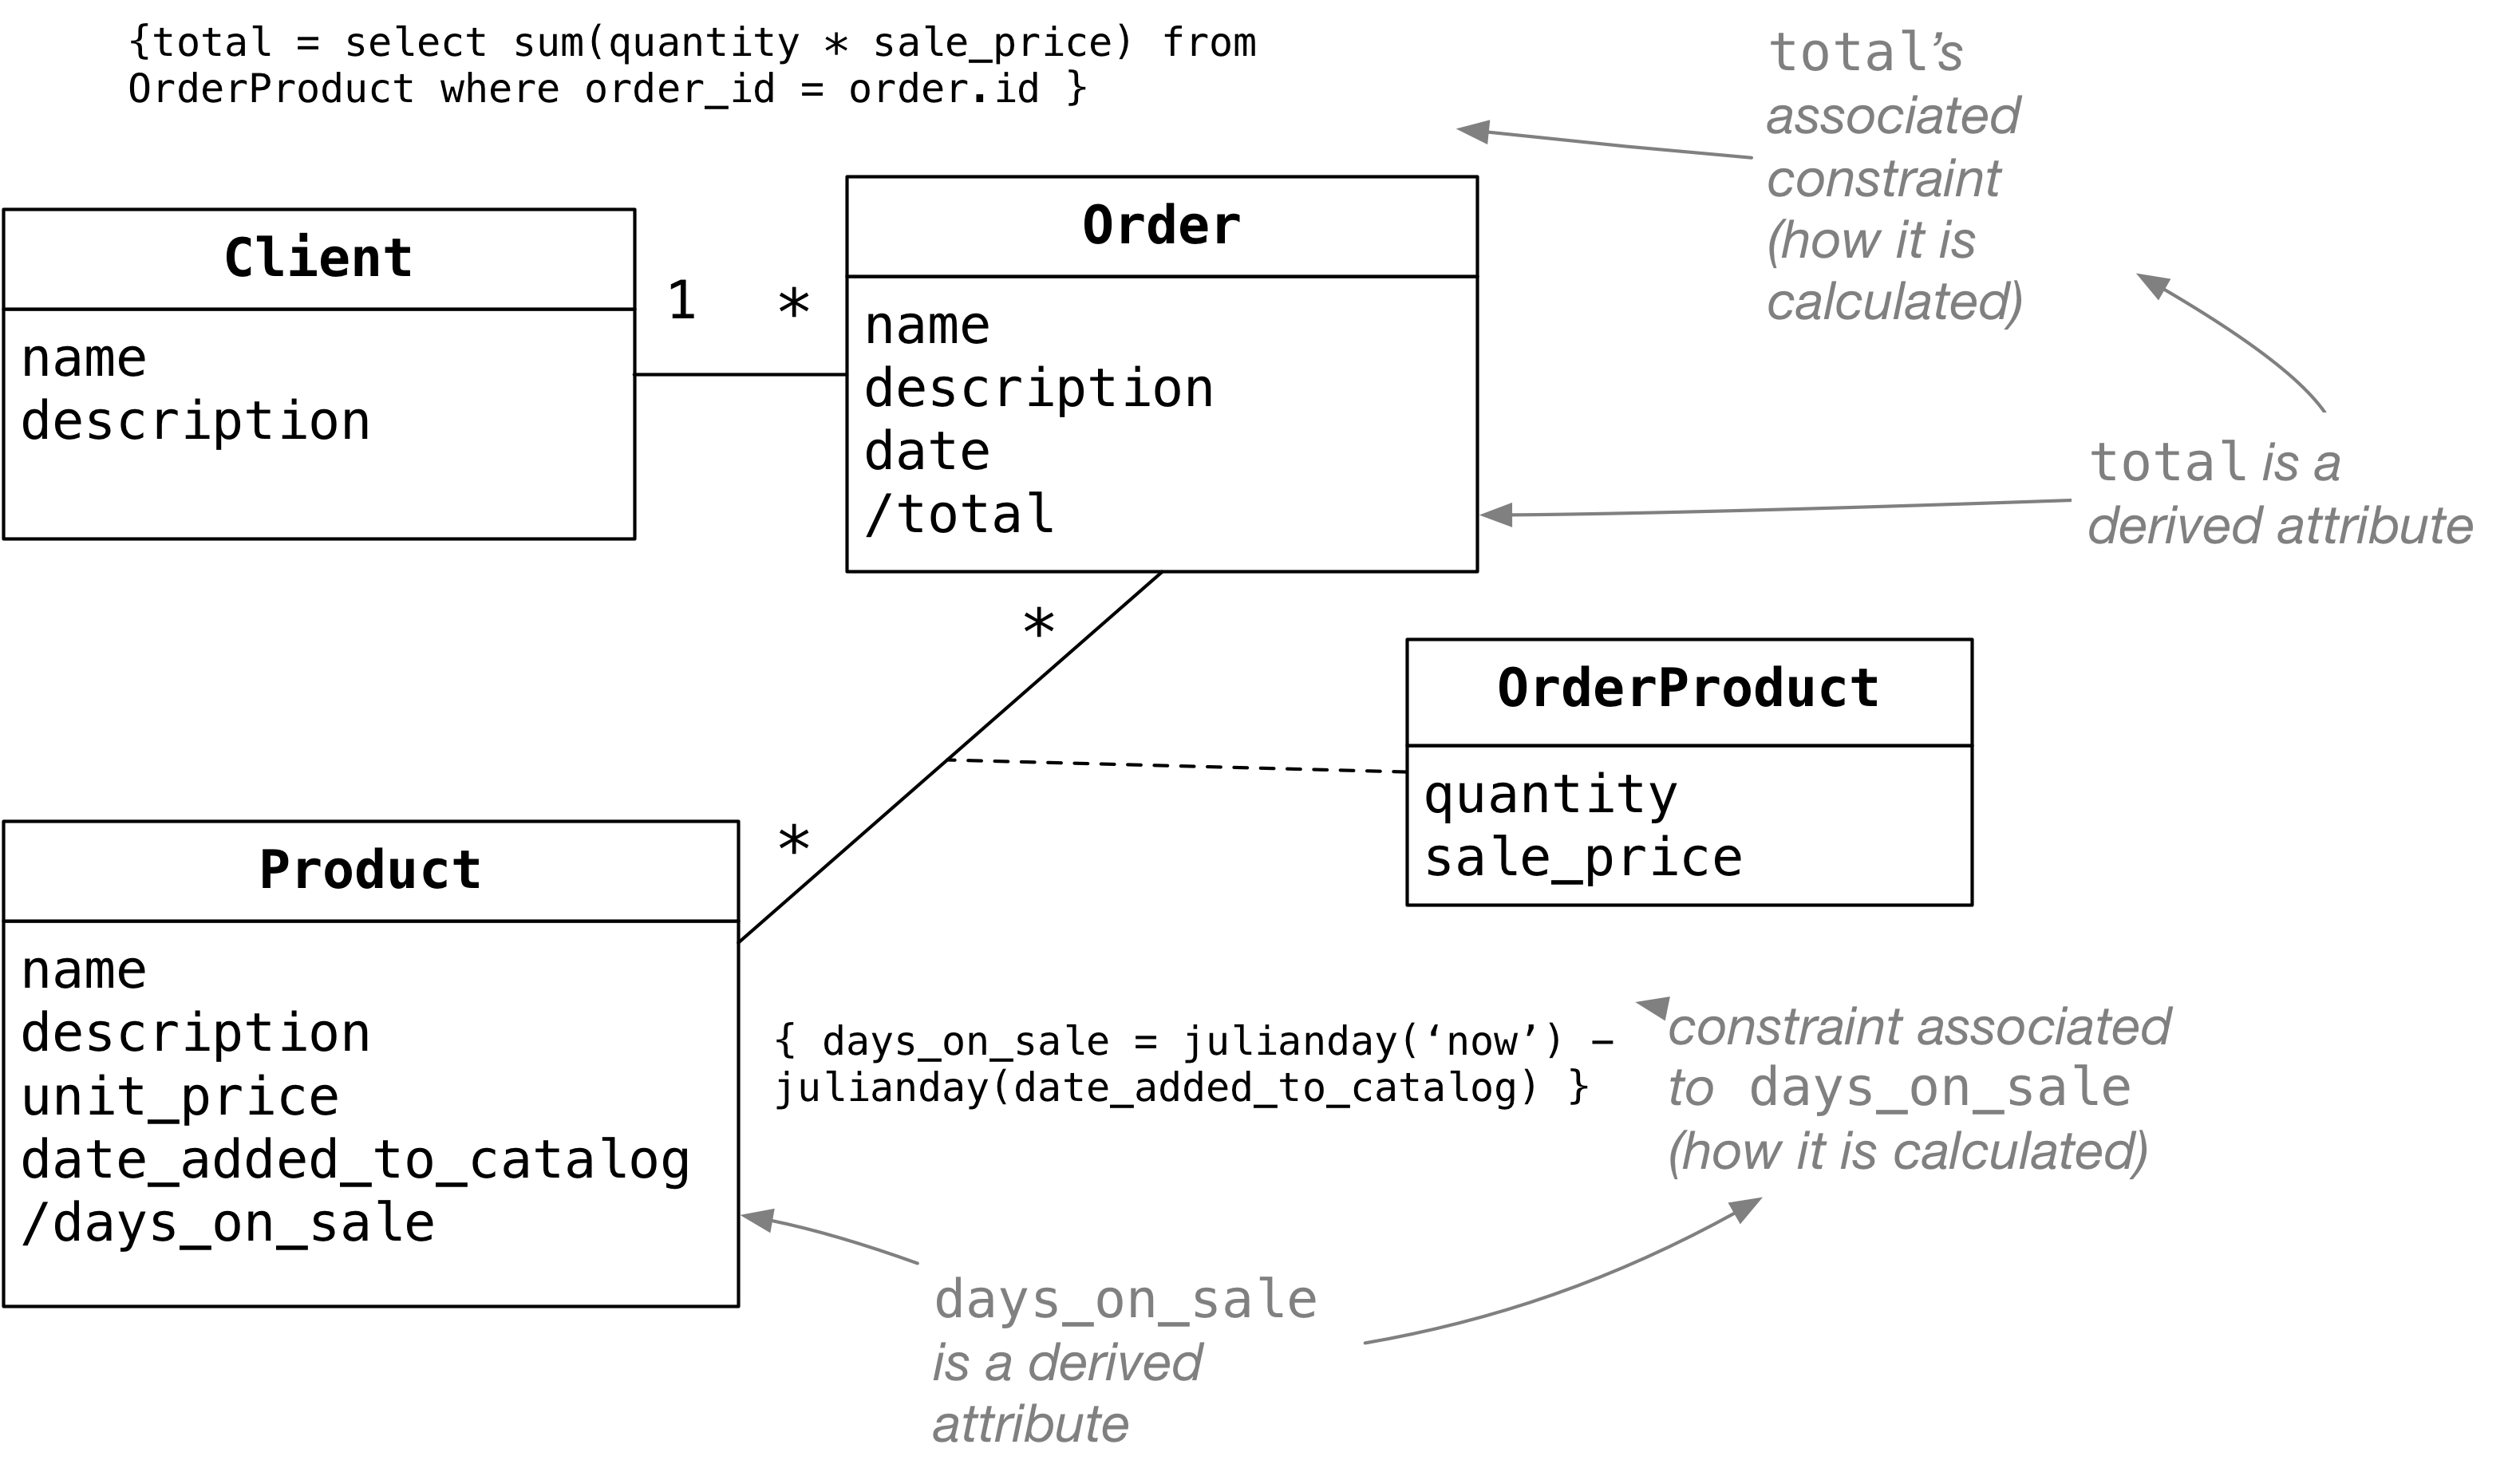 {total = select sum(quantity * sale_price) from
OrderProduct where order_id = order.id }
total’s
associated
constraint
(how it is
calculated)
Client
name
description
1 *
Order
name
description
date
/total
total is a
derived attribute
*
*
OrderProduct
quantity
sale_price
Product
name
description
unit_price
date_added_to_catalog
/days_on_sale
{ days_on_sale = julianday(‘now’) –
julianday(date_added_to_catalog) }
constraint associated
to days_on_sale
(how it is calculated)
days_on_sale
is a derived
attribute